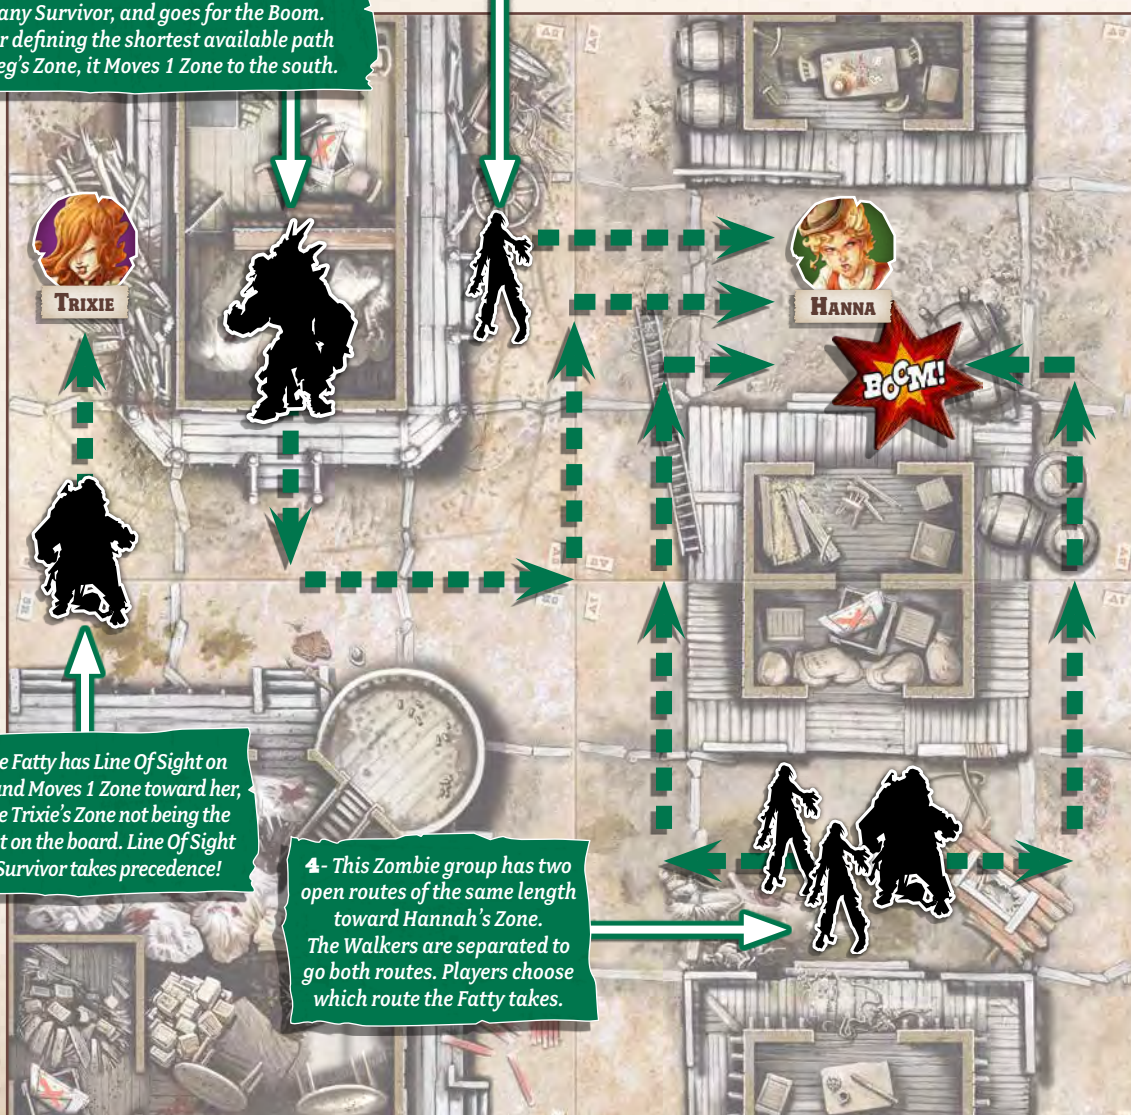 any Survivor, and goes for the Boom.
r defining the shortest available path
eg's Zone, it Moves 1 Zone to the south.
TRIXIE
HANNA
BOOM!
e Fatty has Line Of Sight on
and Moves 1 Zone toward her,
e Trixie's Zone not being the
t on the board. Line Of Sight
Survivor takes precedence!
4- This Zombie group has two
open routes of the same length
toward Hannah's Zone.
The Walkers are separated to
go both routes. Players choose
which route the Fatty takes.